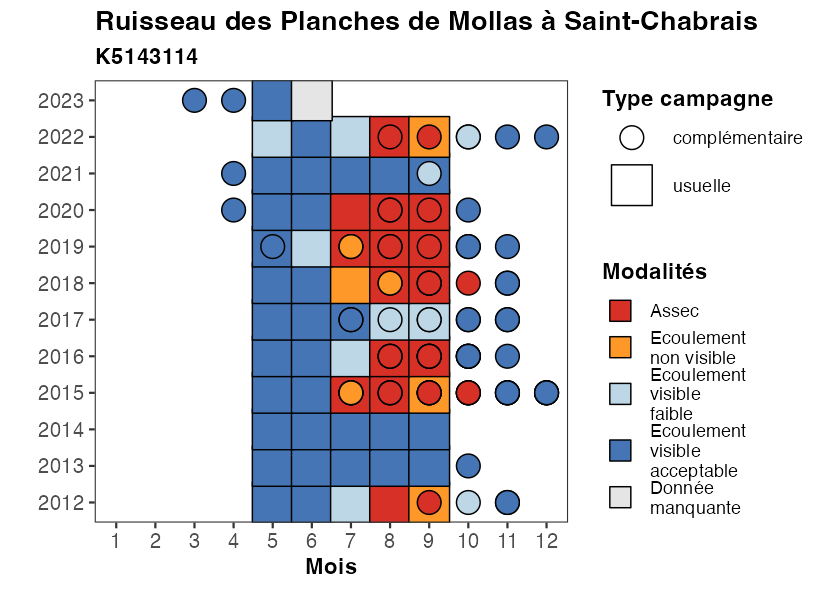 Ruisseau des Planches de Mollas à Saint-Chabrais
K5143114
2023
2022
2021
2020
2019
2018
2017
2016
2015
2014
2013
2012
1 2 3 4 5 6 7 8 9 10 11 12
Mois
Type campagne
complémentaire
usuelle
Modalités
Assec
Ecoulement
non visible
Ecoulement
visible
faible
Ecoulement
visible
acceptable
Donnée
manquante